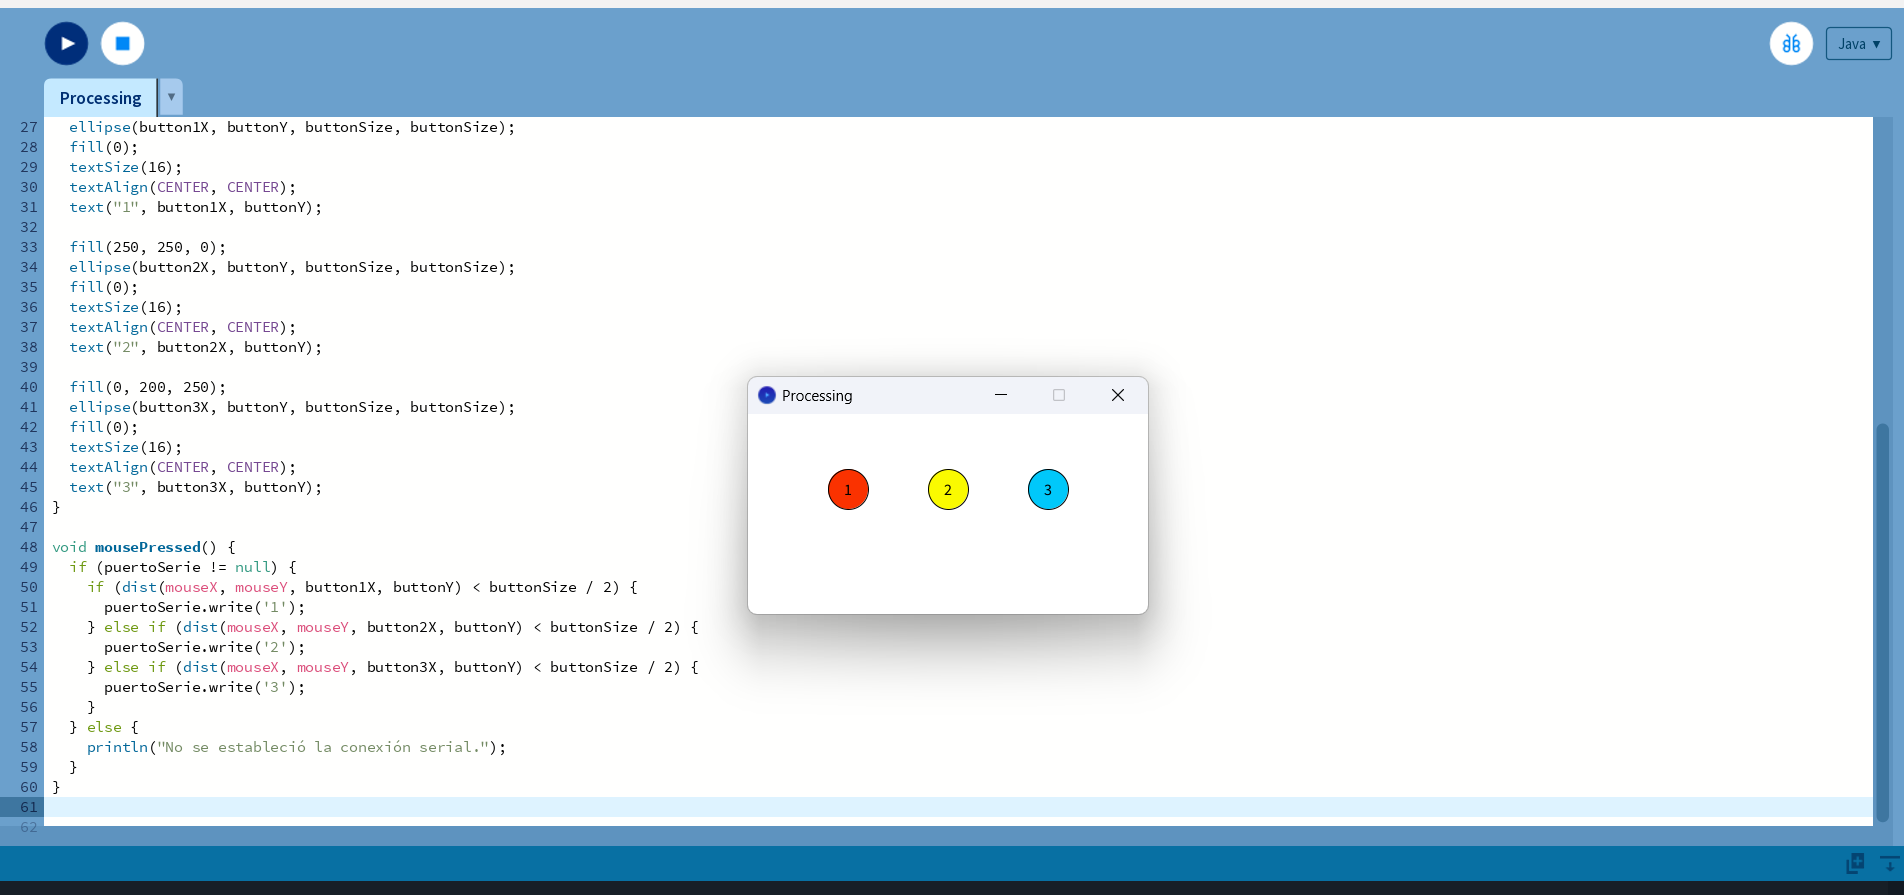 Java ▾
Processing ▾
27 ellipse(button1X, buttonY, buttonSize, buttonSize);
28 fill(0);
29 textSize(16);
30 textAlign(CENTER, CENTER);
31 text("1", button1X, buttonY);
32
33 fill(250, 250, 0);
34 ellipse(button2X, buttonY, buttonSize, buttonSize);
35 fill(0);
36 textSize(16);
37 textAlign(CENTER, CENTER);
38 text("2", button2X, buttonY);
39
40 fill(0, 200, 250);
41 ellipse(button3X, buttonY, buttonSize, buttonSize);
42 fill(0);
43 textSize(16);
44 textAlign(CENTER, CENTER);
45 text("3", button3X, buttonY);
46 }
47
48 void mousePressed() {
49 if (puertoSerie != null) {
50 if (dist(mouseX, mouseY, button1X, buttonY) < buttonSize / 2) {
51 puertoSerie.write('1');
52 } else if (dist(mouseX, mouseY, button2X, buttonY) < buttonSize / 2) {
53 puertoSerie.write('2');
54 } else if (dist(mouseX, mouseY, button3X, buttonY) < buttonSize / 2) {
55 puertoSerie.write('3');
56 }
57 } else {
58 println("No se estableció la conexión serial.");
59 }
60 }
61
62
Processing
1 2 3